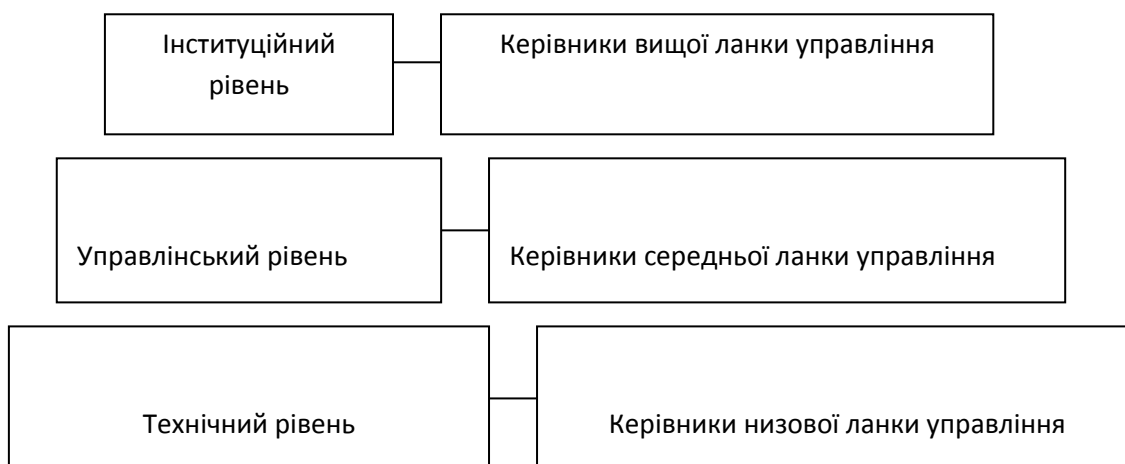 Інституційний
рівень
Керівники вищої ланки управління
Управлінський рівень
Керівники середньої ланки управління
Технічний рівень
Керівники низової ланки управління